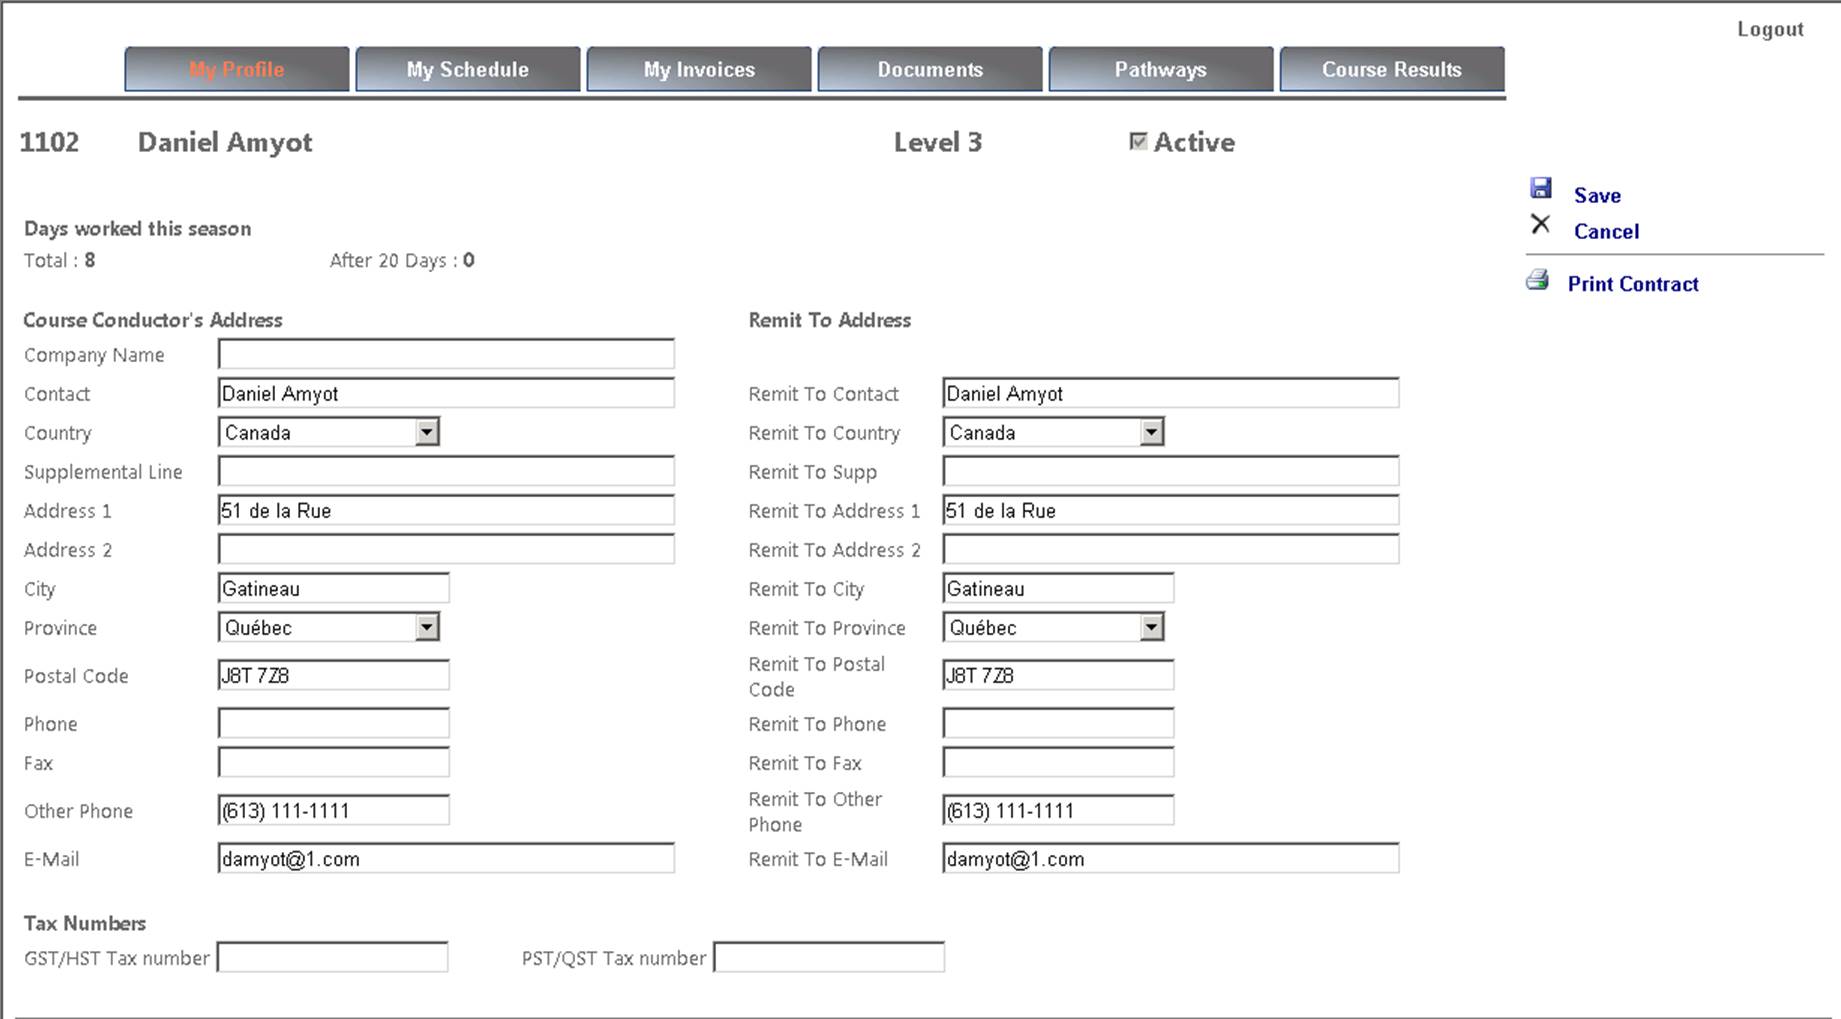 Logout
My Profile My Schedule My Invoices Documents Pathways Course Results
1102 Daniel Amyot Level 3 Active
Save
Cancel
Print Contract
Days worked this season
Total : 8 After 20 Days : 0
Course Conductor's Address Remit To Address
Company Name
Contact Daniel Amyot Remit To Contact Daniel Amyot
Country Canada Remit To Country Canada
Supplemental Line Remit To Supp
Address 1 51 de la Rue Remit To Address 1 51 de la Rue
Address 2 Remit To Address 2
City Gatineau Remit To City Gatineau
Province Québec Remit To Province Québec
Postal Code J8T 7Z8 Remit To Postal Code J8T 7Z8
Phone Remit To Phone
Fax Remit To Fax
Other Phone (613) 111-1111 Remit To Other Phone (613) 111-1111
E-Mail damyot@1.com Remit To E-Mail damyot@1.com
Tax Numbers
GST/HST Tax number PST/QST Tax number